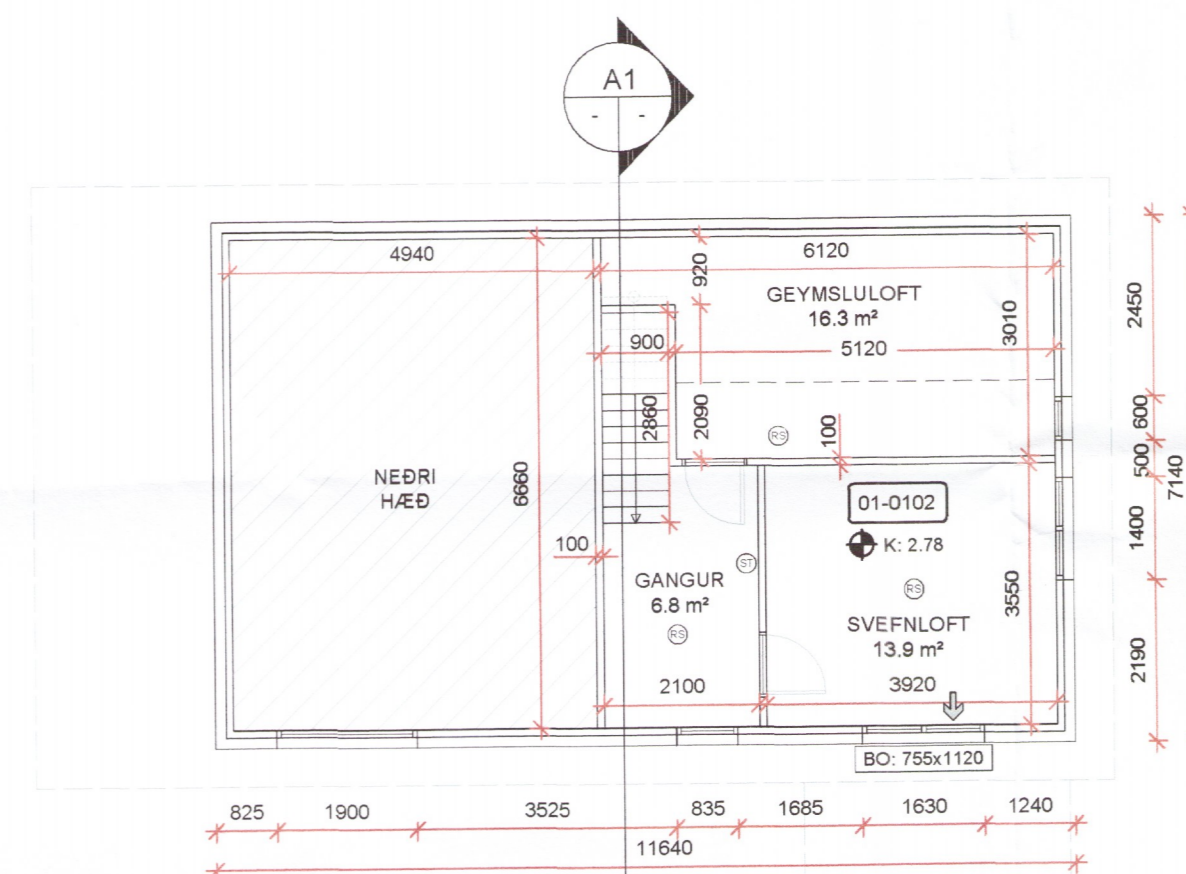 A1
- -
4940
6120
920
GEYMSLULOFT
16.3 m²
3010
2450
900
5120
2860
2090
RS
100
600
500
7140
NEÐRI
HÆÐ
6660
01-0102
K: 2.78
1400
100
ST
GANGUR
6.8 m²
RS
RS
SVEFNLOFT
13.9 m²
3550
2190
2100
3920
BO: 755x1120
825
1900
3525
835
1685
1630
1240
11640